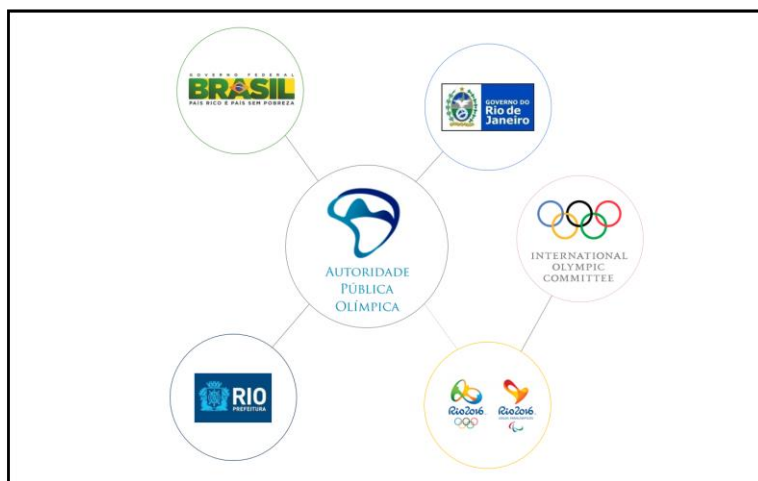 GOVERNO FEDERAL
BRASIL
PAÍS RICO É PAÍS SEM POBREZA
GOVERNO DO
Rio de
Janeiro
AUTORIDADE
PÚBLICA
OLÍMPICA
INTERNATIONAL
OLYMPIC
COMMITTEE
RIO
PREFEITURA
Rio2016
Rio2016